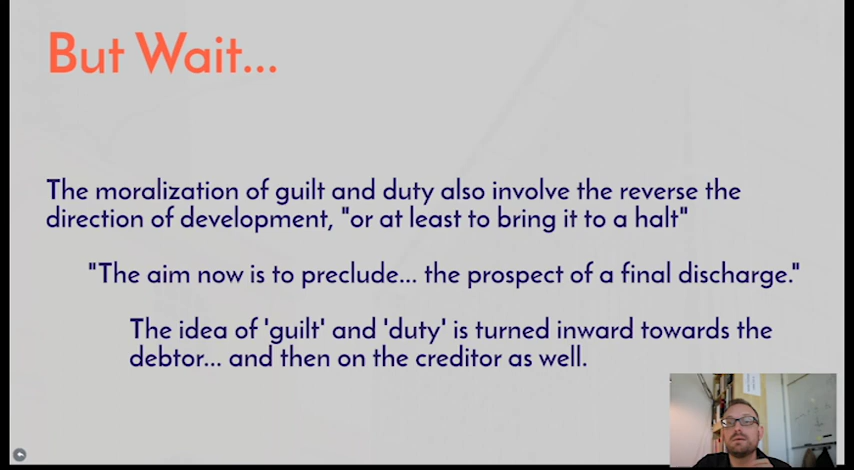 But Wait...
The moralization of guilt and duty also involve the reverse the
direction of development, "or at least to bring it to a halt"
"The aim now is to preclude... the prospect of a final discharge."
The idea of 'guilt' and 'duty' is turned inward towards the
debtor... and then on the creditor as well.